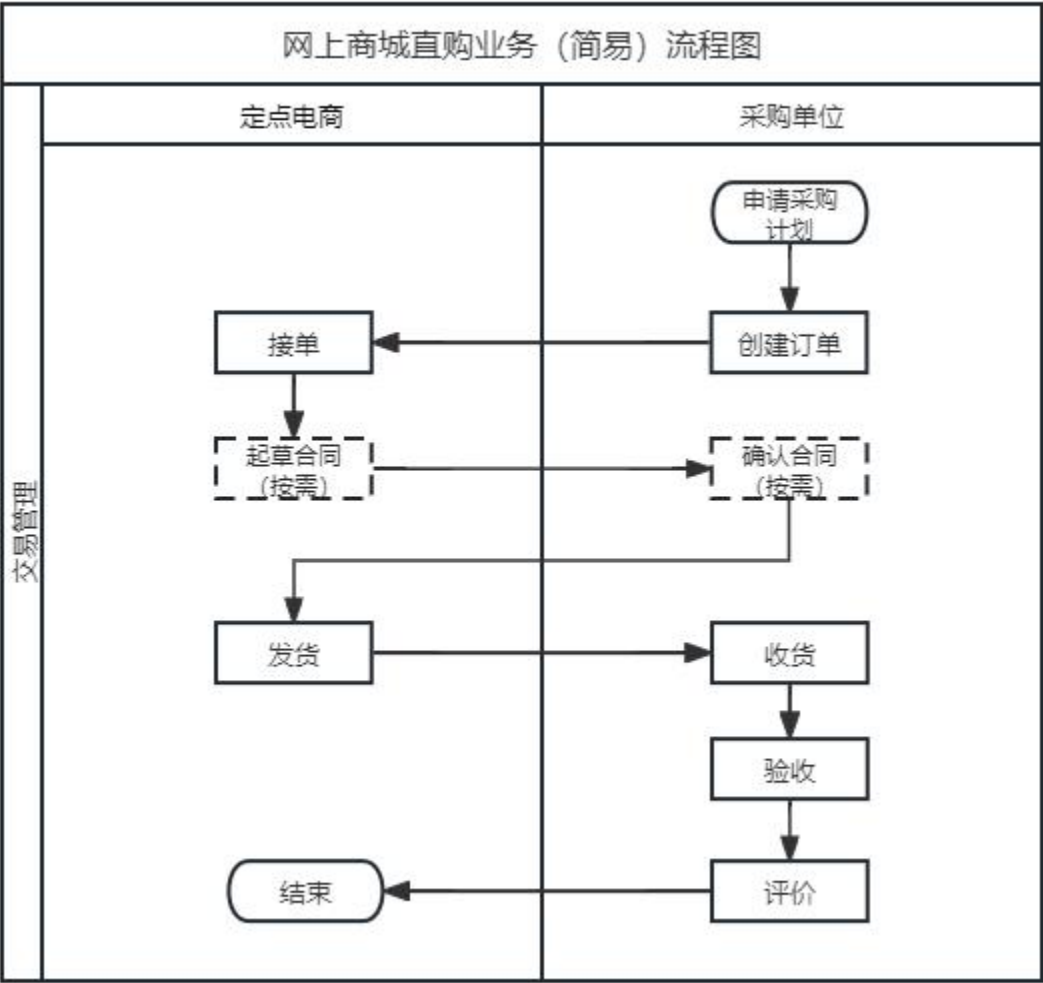 网上商城直购业务（简易）流程图
定点电商
采购单位
交易管理
申请采购
计划
接单
创建订单
起草合同
（按需）
确认合同
（按需）
发货
收货
验收
结束
评价